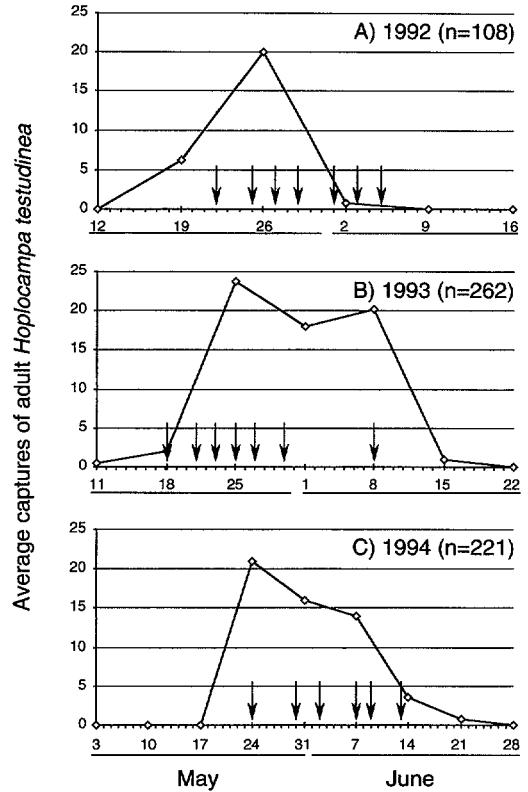 Average captures of adult Hoplocampa testudinea
A) 1992 (n=108)
25
20
15
10
5
0
12 19 26 2 9 16
B) 1993 (n=262)
25
20
15
10
5
0
11 18 25 1 8 15 22
C) 1994 (n=221)
25
20
15
10
5
0
3 10 17 24 31 7 14 21 28
May June